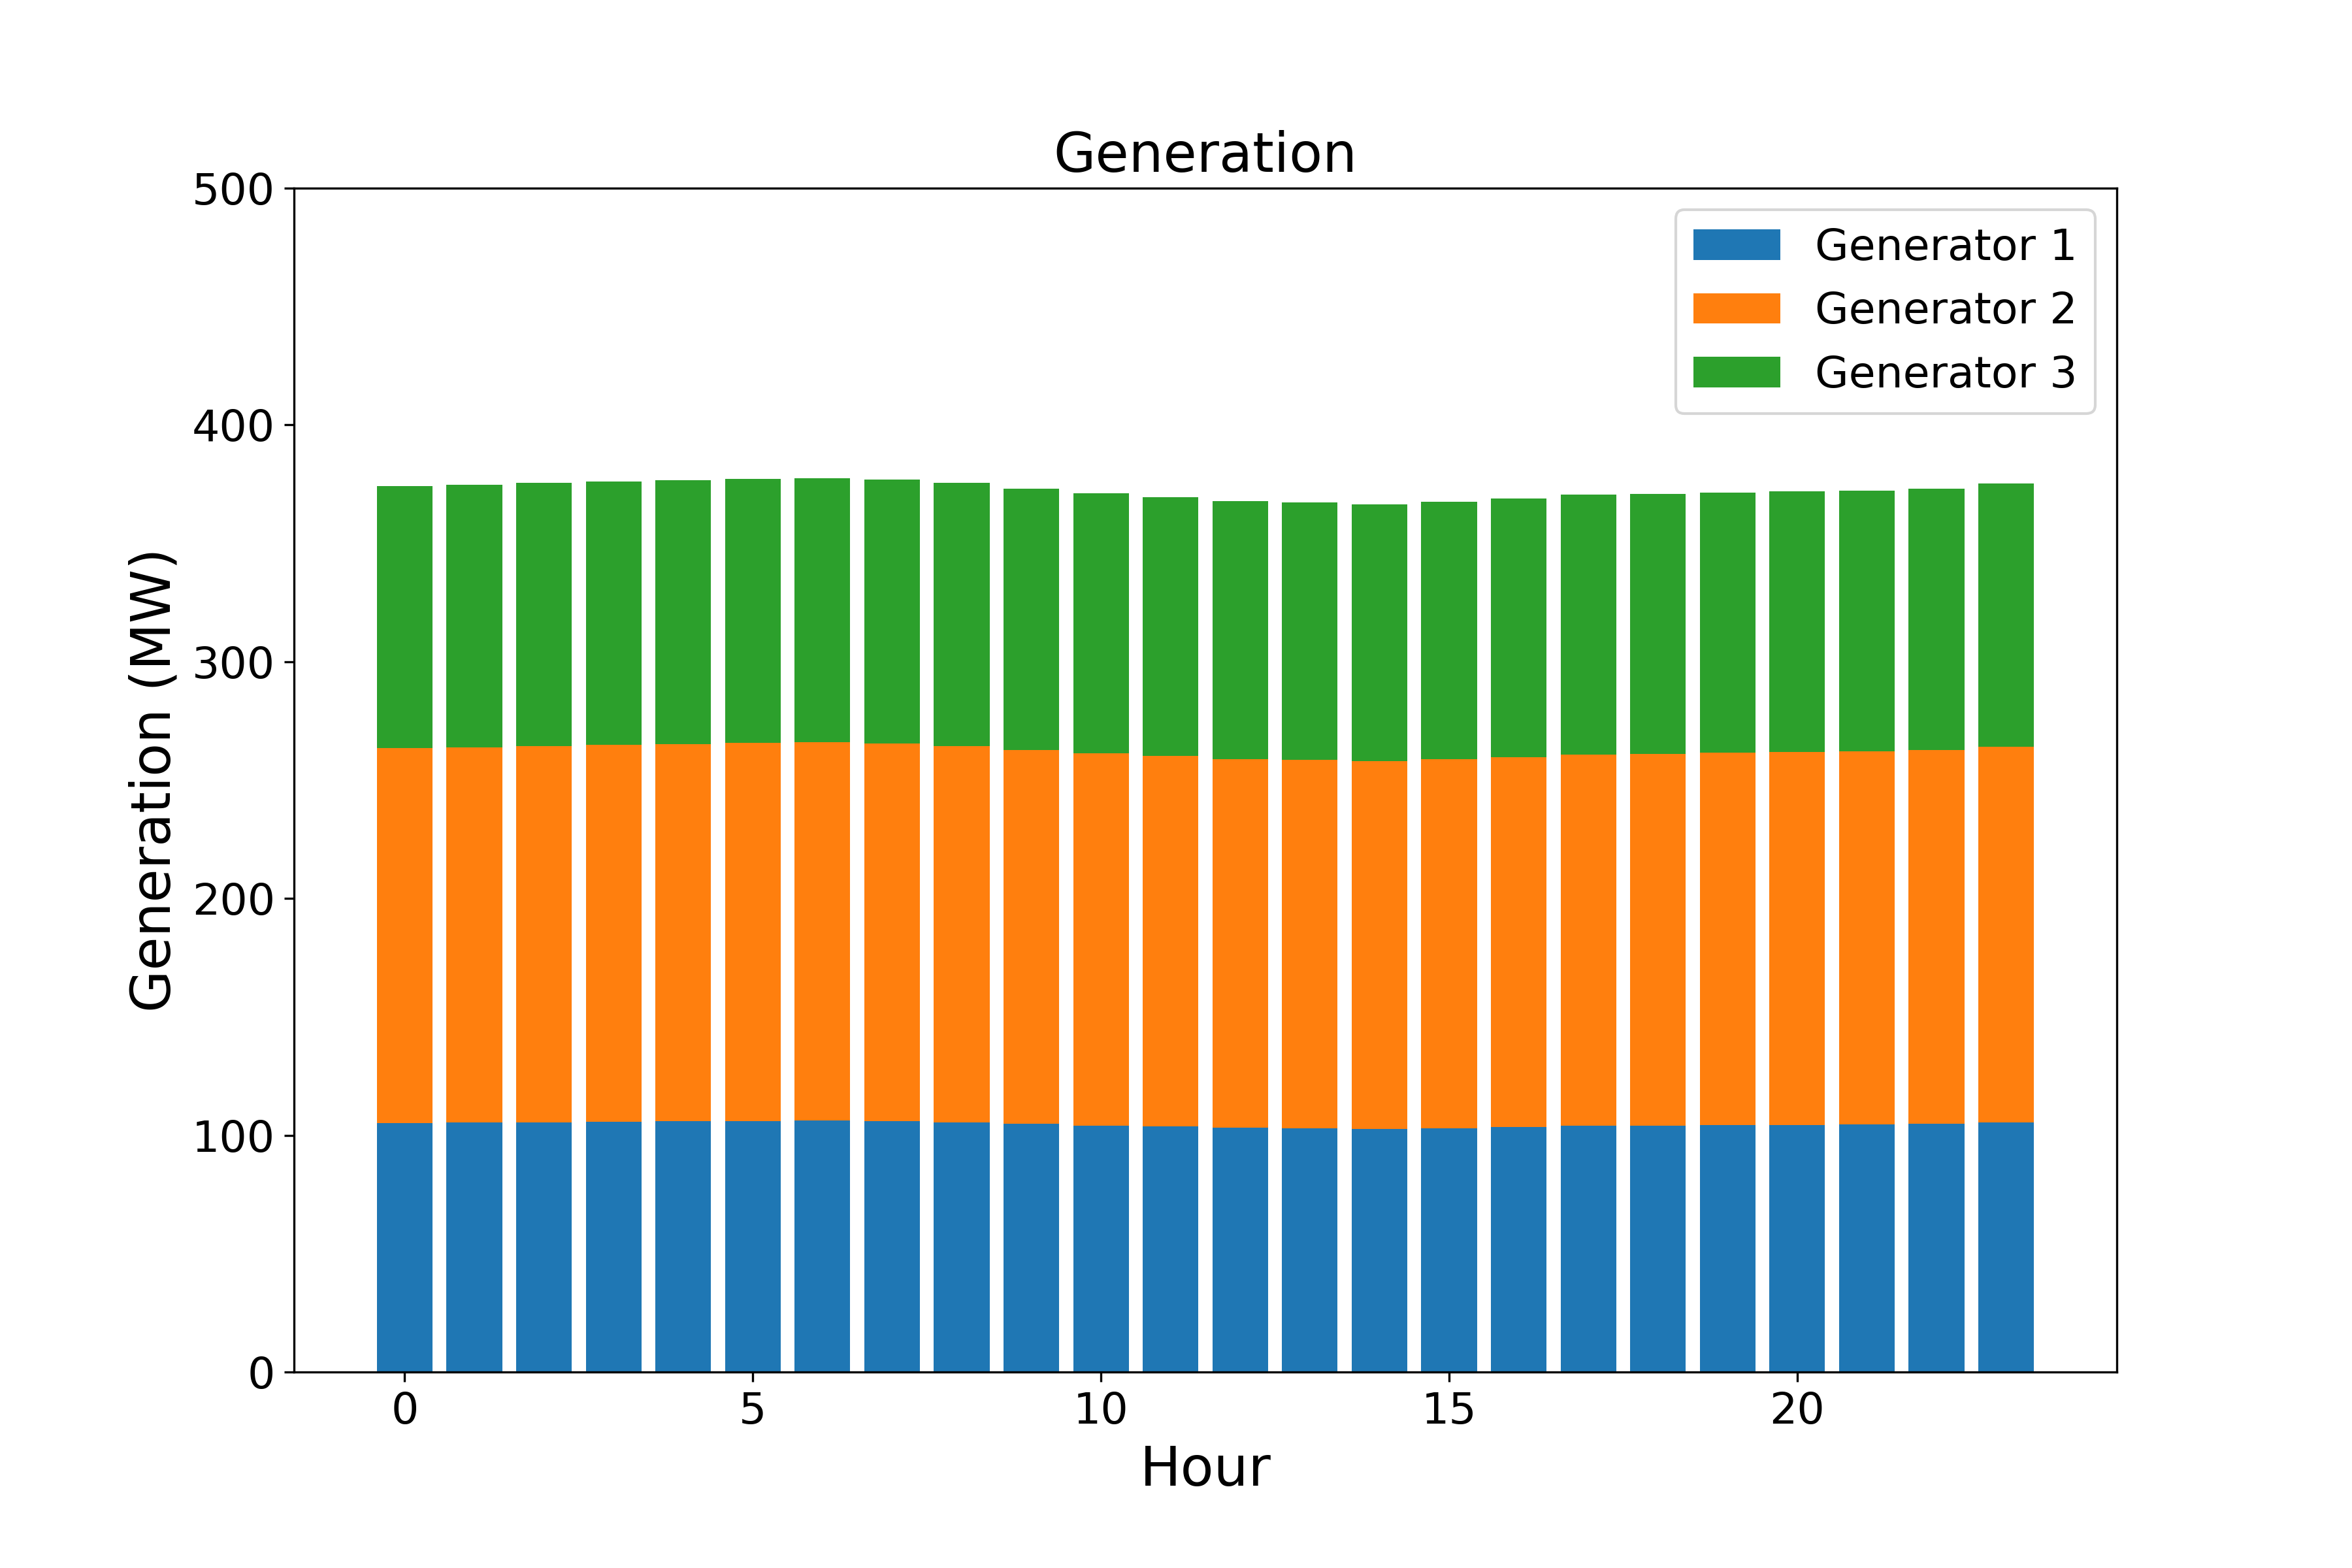 Generation
500
400
300
200
100
0
Generation (MW)
Generator 1
Generator 2
Generator 3
0 5 10 15 20
Hour